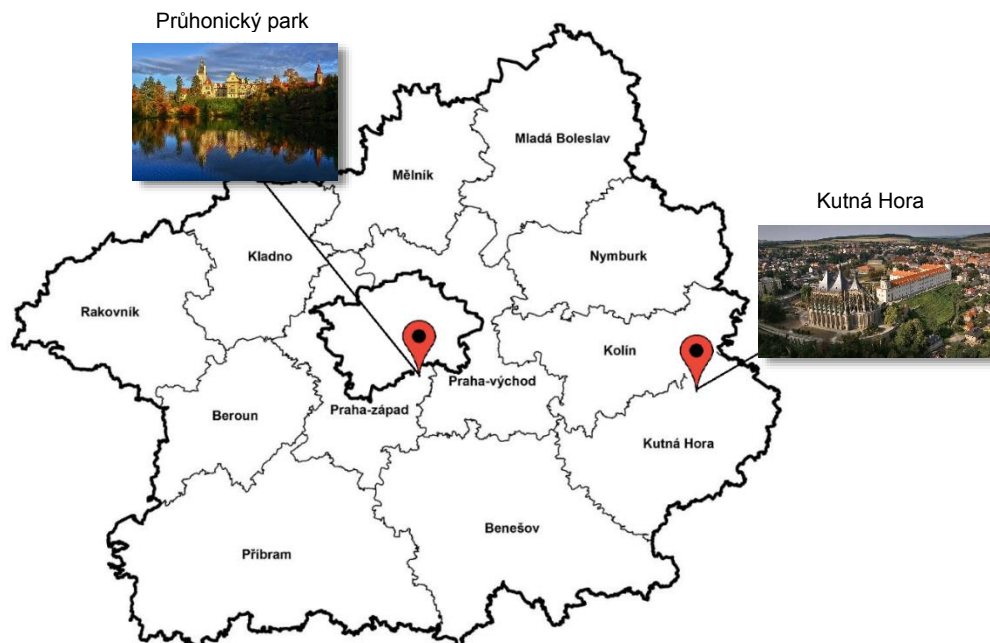 Průhonický park
Mladá Boleslav
Mělník
Kutná Hora
Kladno
Nymburk
Rakovník
Kolín
Praha-východ
Beroun
Praha-západ
Kutná Hora
Benešov
Příbram